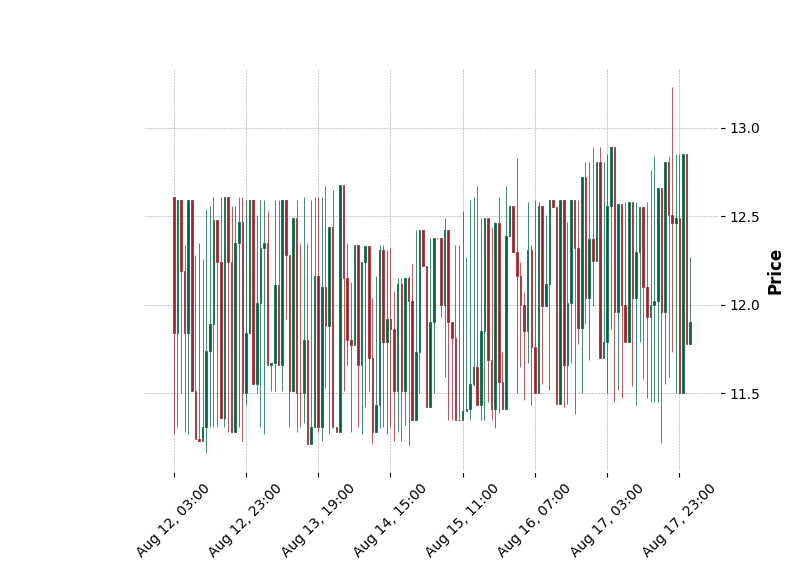 13.0
12.5
12.0
11.5
Price
Aug 12, 03:00
Aug 12, 23:00
Aug 13, 19:00
Aug 14, 15:00
Aug 15, 11:00
Aug 16, 07:00
Aug 17, 03:00
Aug 17, 23:00